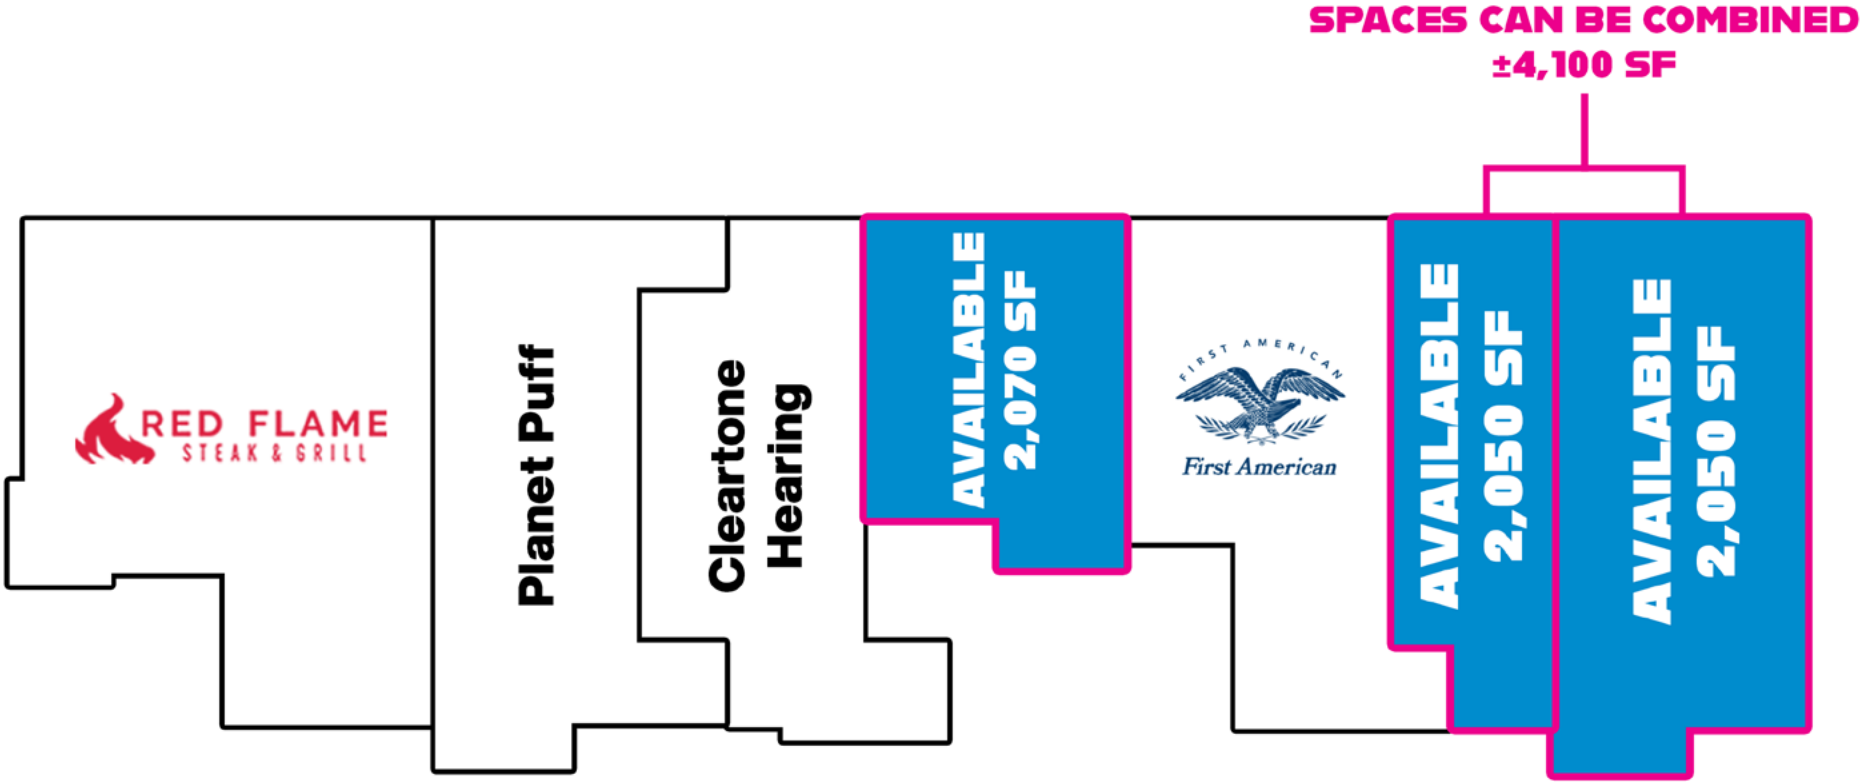 SPACES CAN BE COMBINED
±4,100 SF
RED FLAME
STEAK & GRILL
Planet Puff
Cleartone
Hearing
AVAILABLE
2,070 SF
FIRST AMERICAN
First American
AVAILABLE
2,050 SF
AVAILABLE
2,050 SF